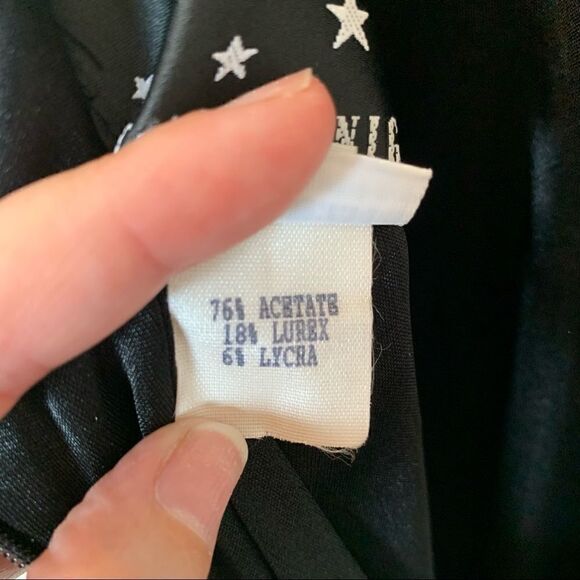 76% ACETATE
18% LUREX
6% LYCRA